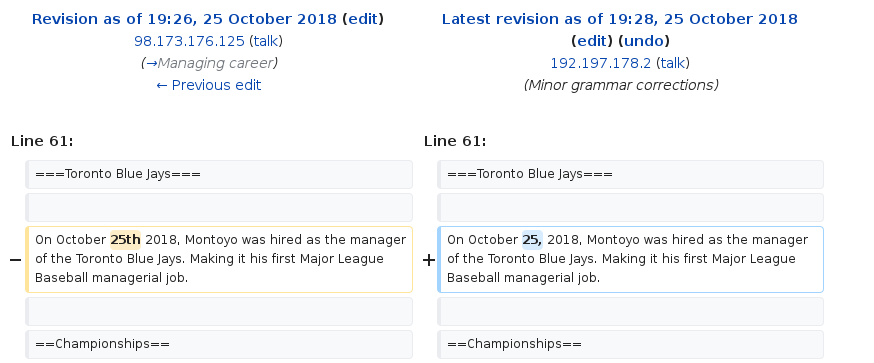 Revision as of 19:26, 25 October 2018 (edit)
98.173.176.125 (talk)
(→Managing career)
← Previous edit
Latest revision as of 19:28, 25 October 2018
(edit) (undo)
192.197.178.2 (talk)
(Minor grammar corrections)
Line 61:
Line 61:
===Toronto Blue Jays===
===Toronto Blue Jays===
− On October 25th 2018, Montoyo was hired as the manager
of the Toronto Blue Jays. Making it his first Major League
Baseball managerial job.
+ On October 25, 2018, Montoyo was hired as the manager
of the Toronto Blue Jays. Making it his first Major League
Baseball managerial job.
==Championships==
==Championships==